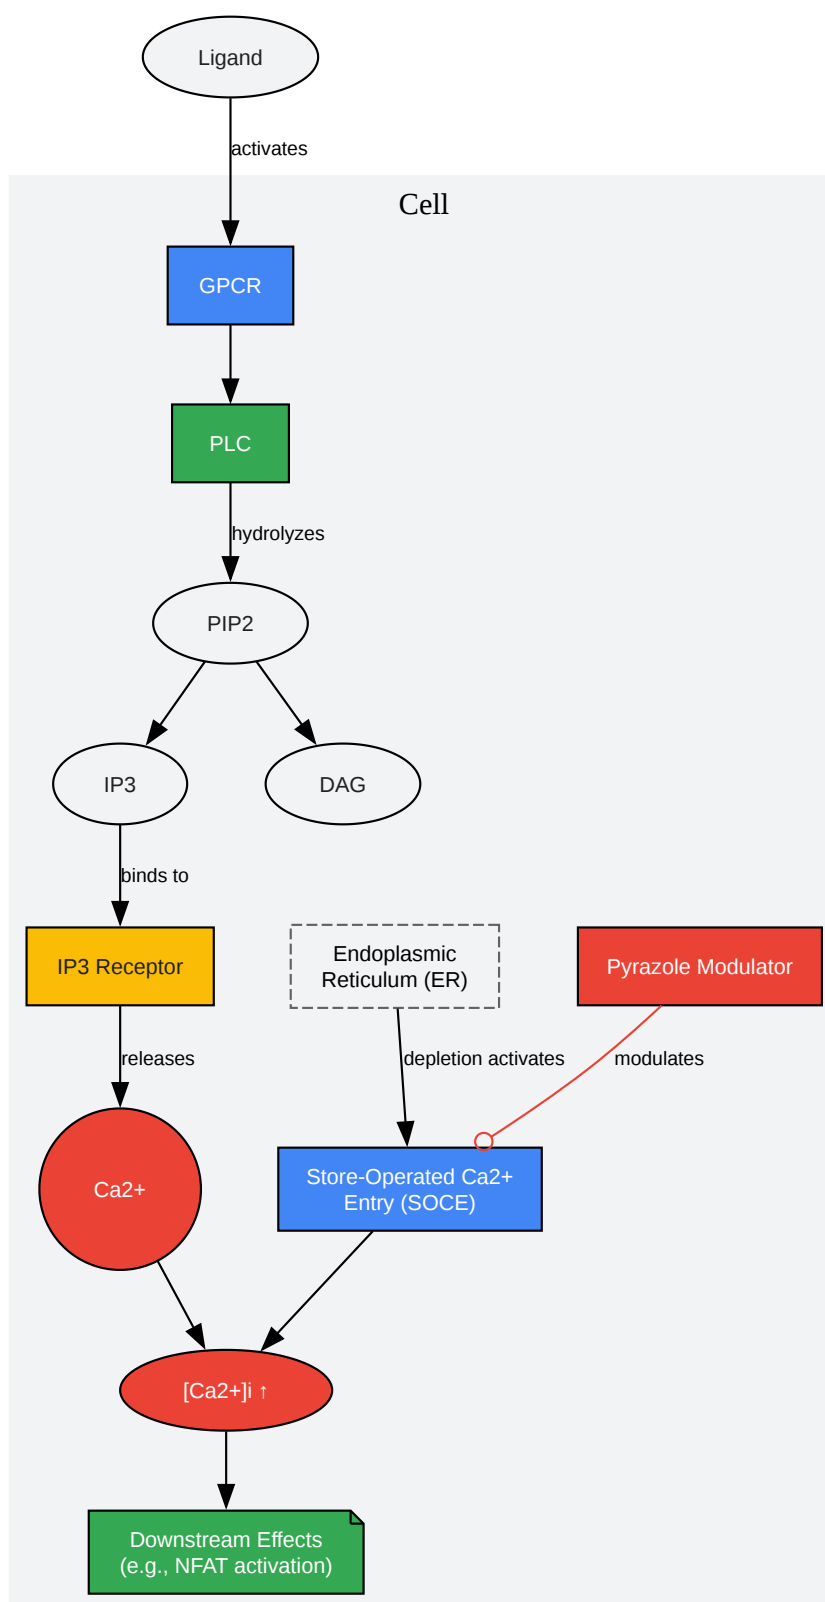 Ligand
activates
Cell
GPCR
PLC
hydrolyzes
PIP2
IP3
DAG
binds to
IP3 Receptor
Endoplasmic
Reticulum (ER)
Pyrazole Modulator
releases
depletion activates
modulates
Ca2+
Store-Operated Ca2+
Entry (SOCE)
[Ca2+]i ↑
Downstream Effects
(e.g., NFAT activation)